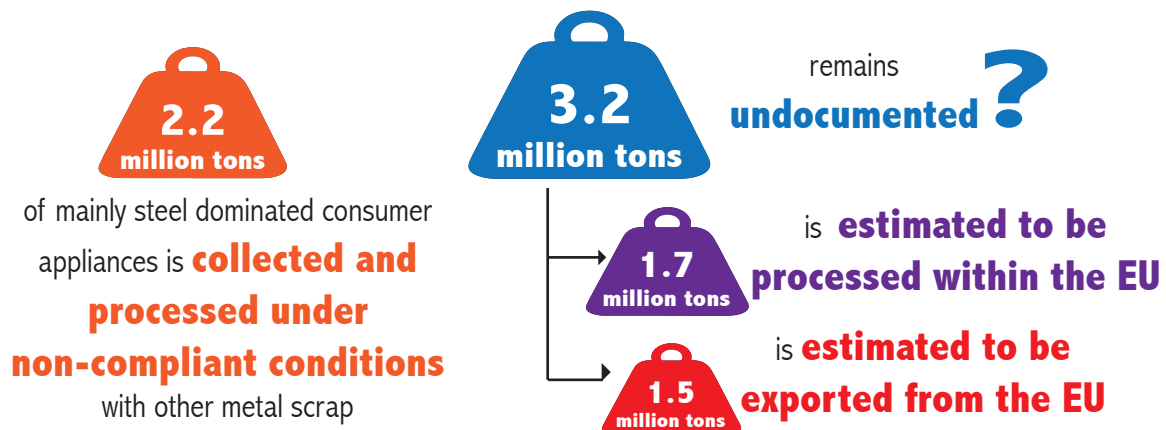 2.2
million tons
of mainly steel dominated consumer
appliances is collected and
processed under
non-compliant conditions
with other metal scrap
3.2
million tons
remains
undocumented ?
1.7
million tons
is estimated to be
processed within the EU
1.5
million tons
is estimated to be
exported from the EU